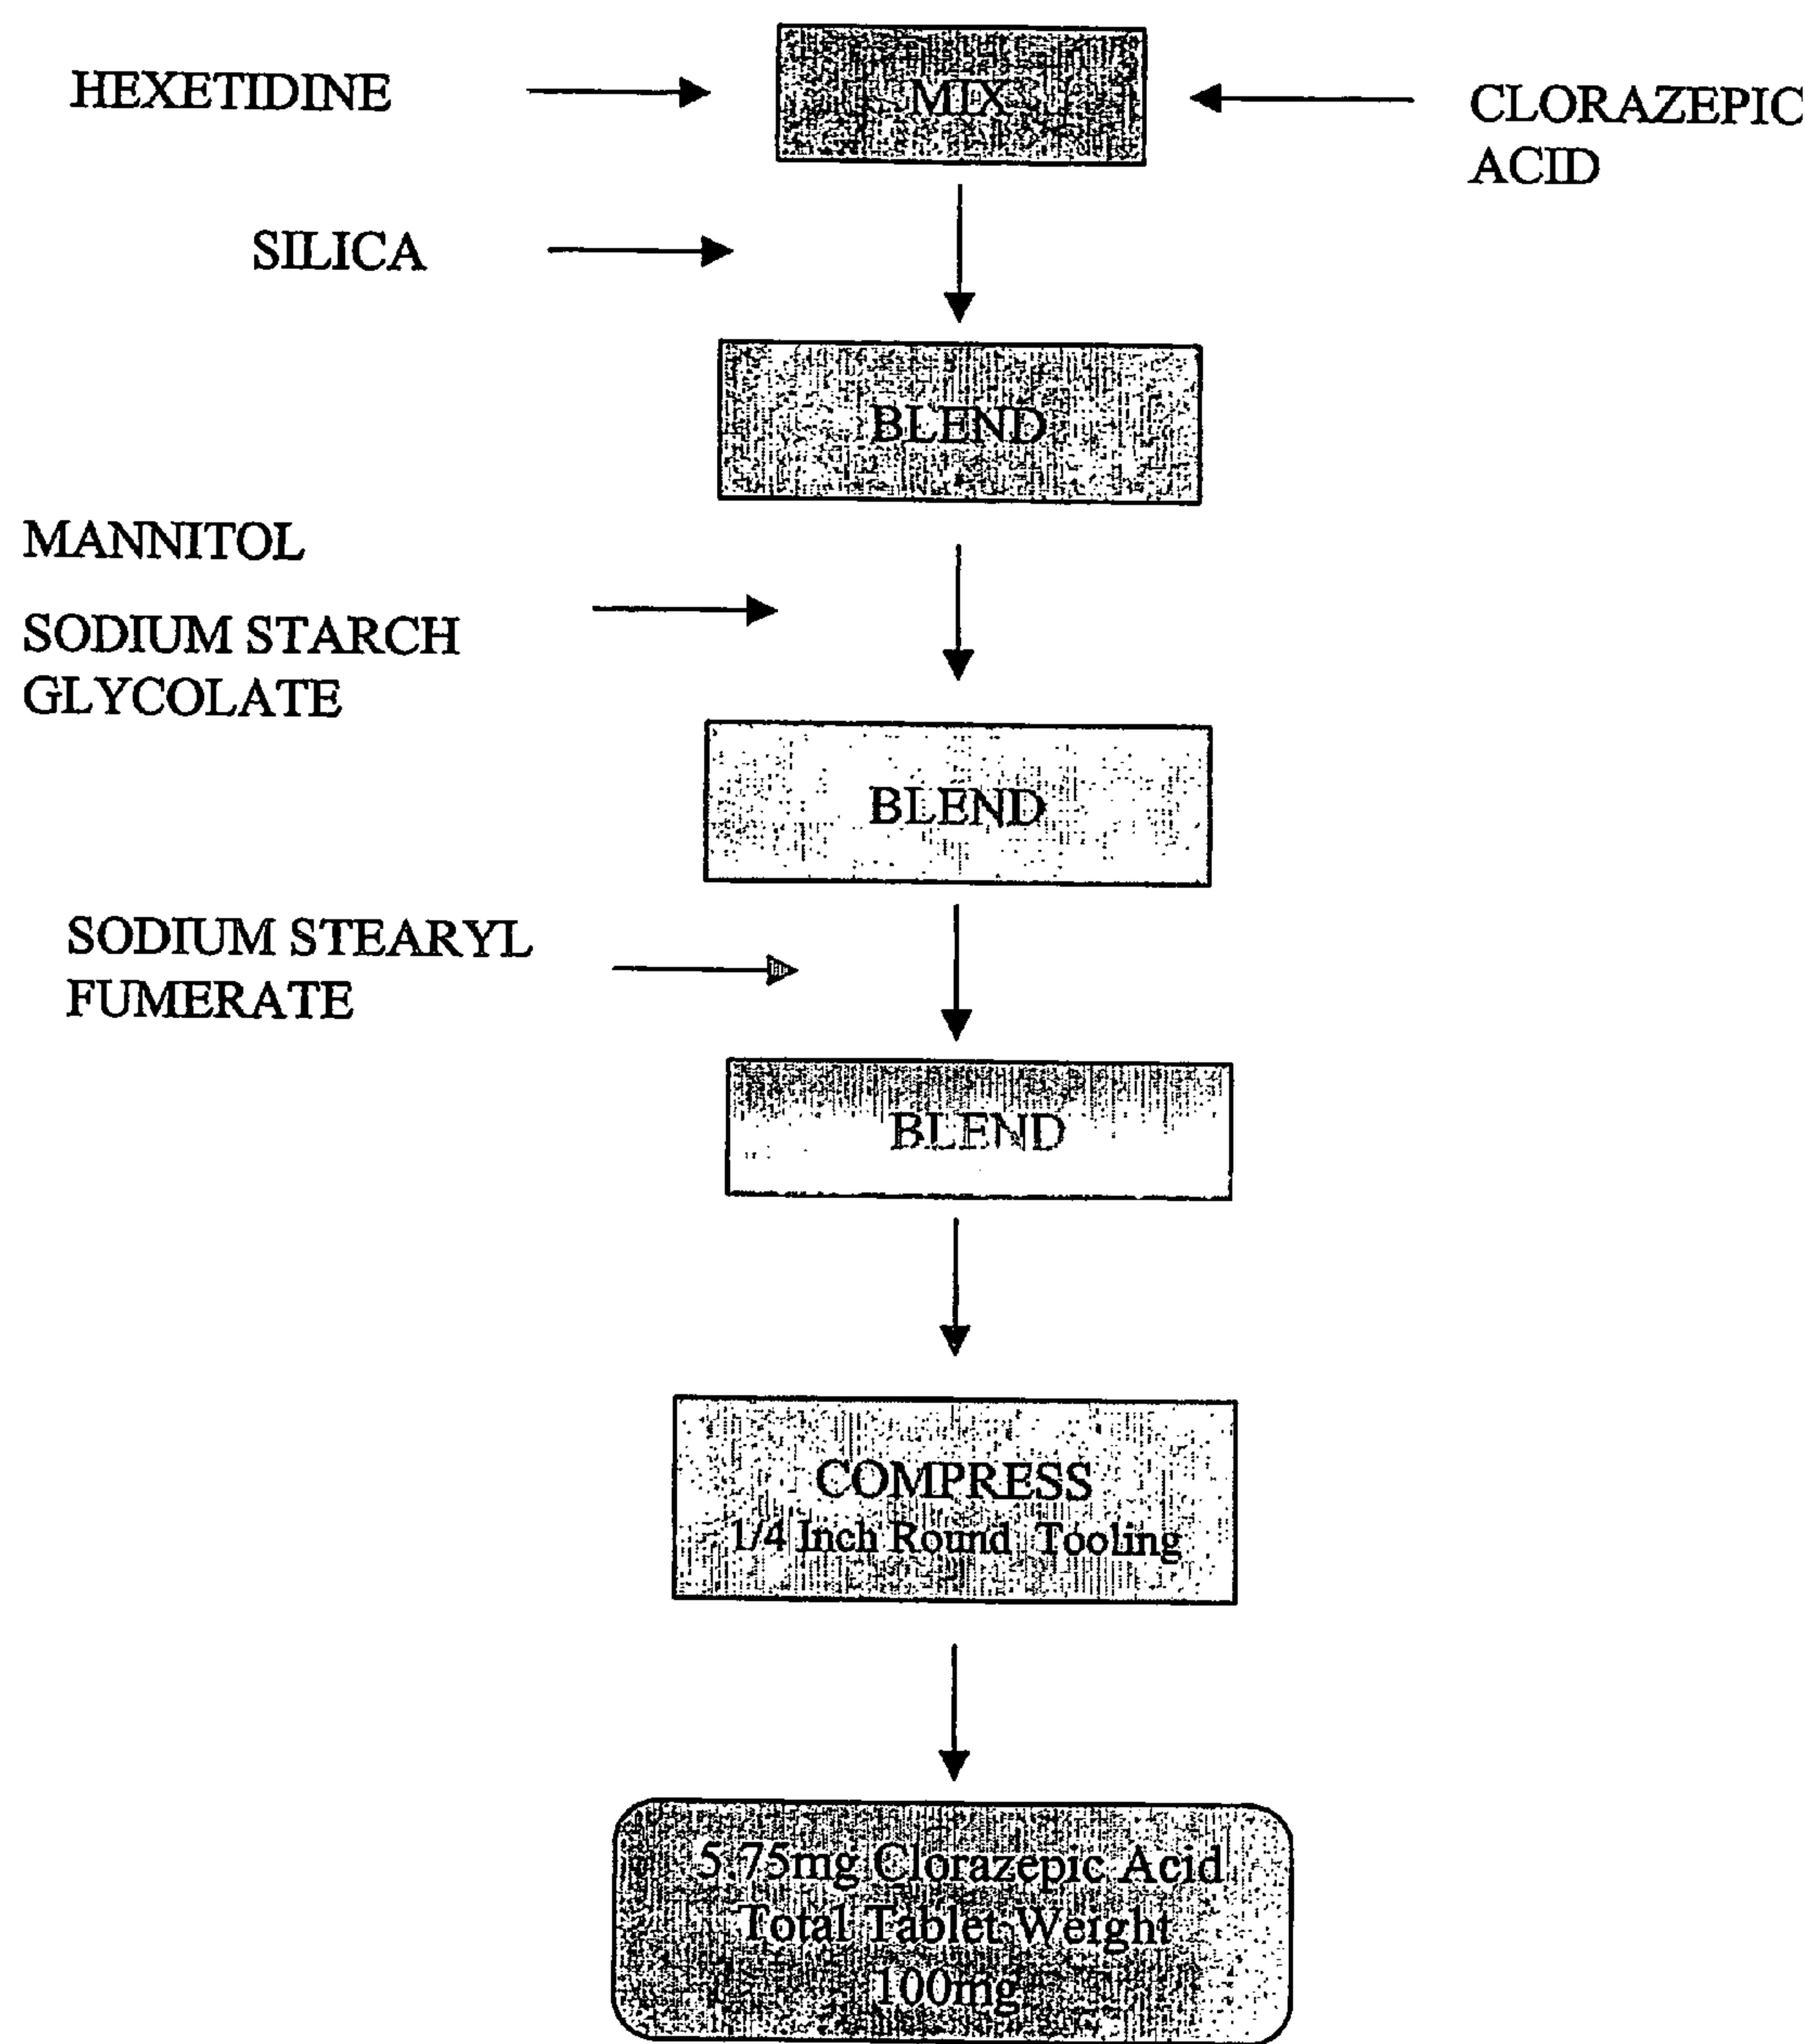 HEXETIDINE
MIX
CLORAZEPIC
ACID
SILICA
BLEND
MANNITOL
SODIUM STARCH
GLYCOLATE
BLEND
SODIUM STEARYL
FUMERATE
BLEND
COMPRESS
1/4 Inch Round Tooling
5.75mg Clorazepic Acid
Total Tablet Weight
100mg